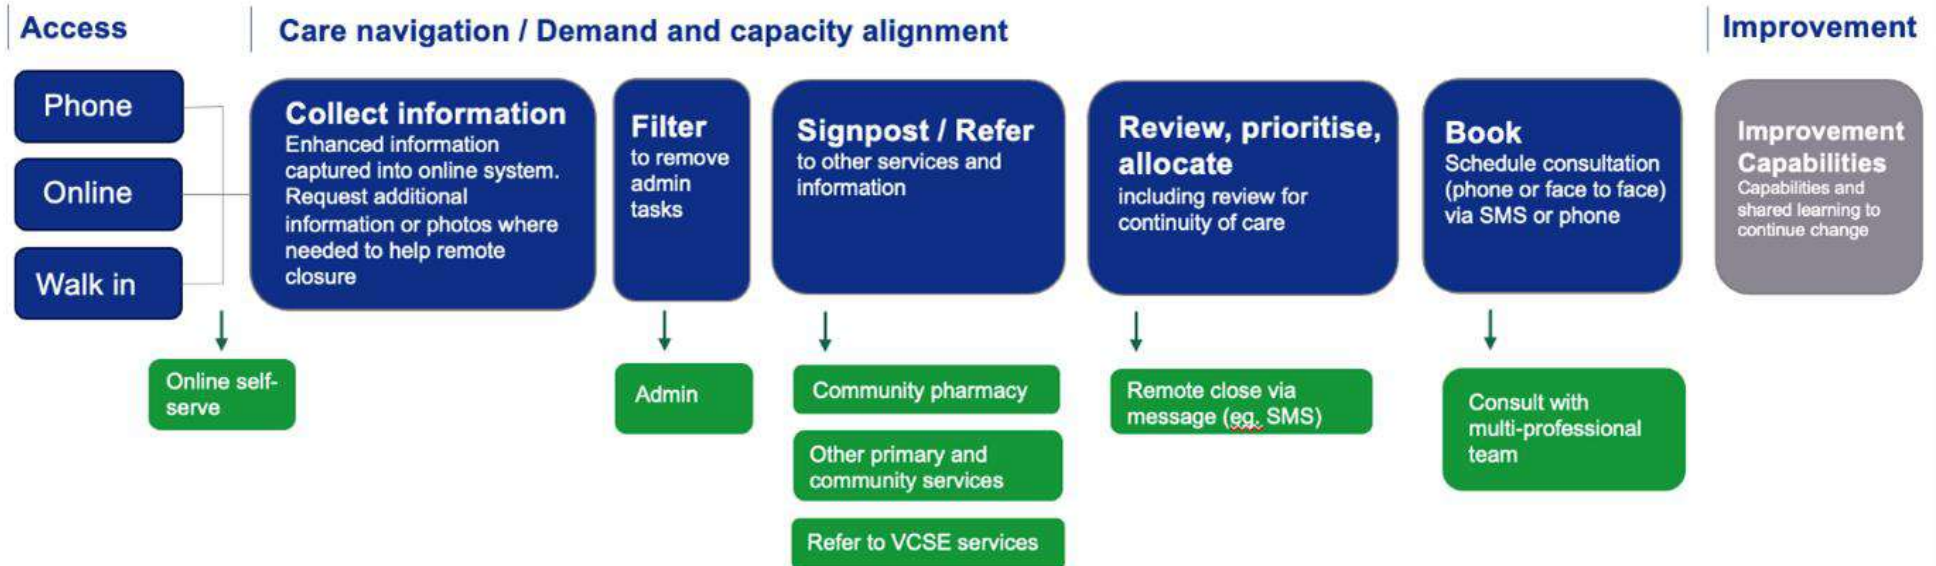 Access
Care navigation / Demand and capacity alignment
Improvement
Phone
Online
Walk in
Collect information
Enhanced information
captured into online system.
Request additional
information or photos where
needed to help remote
closure
Filter
to remove
admin
tasks
Signpost / Refer
to other services and
information
Review, prioritise,
allocate
including review for
continuity of care
Book
Schedule consultation
(phone or face to face)
via SMS or phone
Improvement
Capabilities
Capabilities and
shared learning to
continue change
Online self-
serve
Admin
Community pharmacy
Other primary and
community services
Refer to VCSE services
Remote close via
message (eg. SMS)
Consult with
multi-professional
team